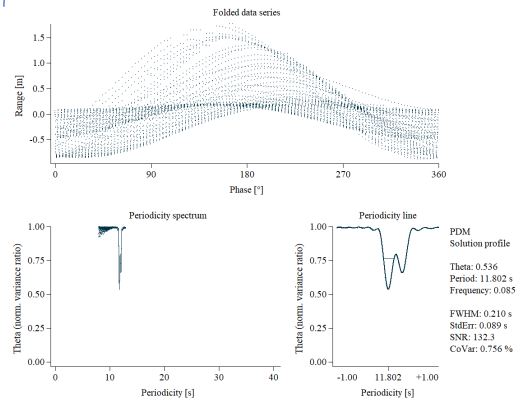 Folded data series
1.5
1.0
0.5
0.0
-0.5
Range [m]
0
90
180
270
360
Phase [°]
Periodicity spectrum
1.00
0.75
0.50
0.25
0.00
Theta (norm. variance ratio)
0
10
20
30
40
Periodicity [s]
Periodicity line
1.00
0.75
0.50
0.25
0.00
Theta (norm. variance ratio)
-1.00 11.802 +1.00
Periodicity [s]
PDM
Solution profile
Theta: 0.536
Period: 11.802 s
Frequency: 0.085
FWHM: 0.210 s
StdErr: 0.089 s
SNR: 132.3
CoVar: 0.756 %